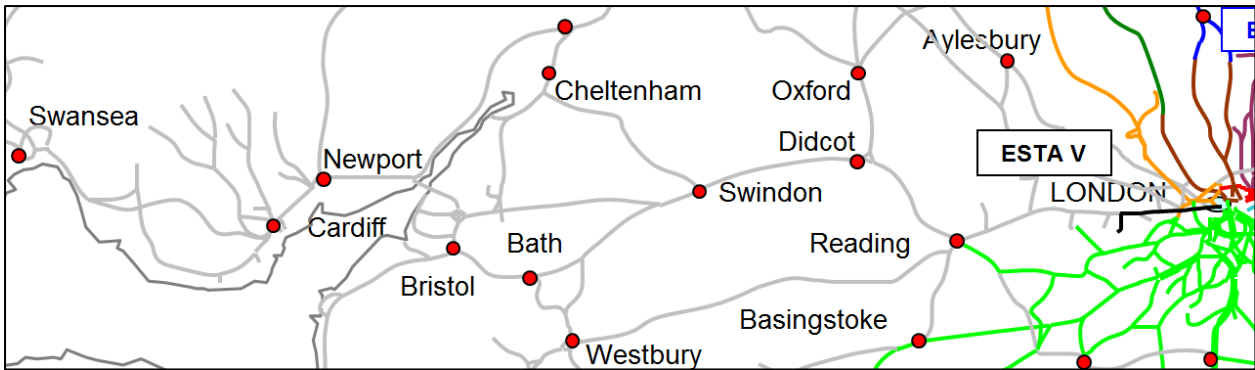 Aylesbury
E
Cheltenham
Oxford
Swansea
Didcot
ESTA V
Newport
Swindon
LONDON
Cardiff
Bath
Reading
Bristol
Basingstoke
Westbury